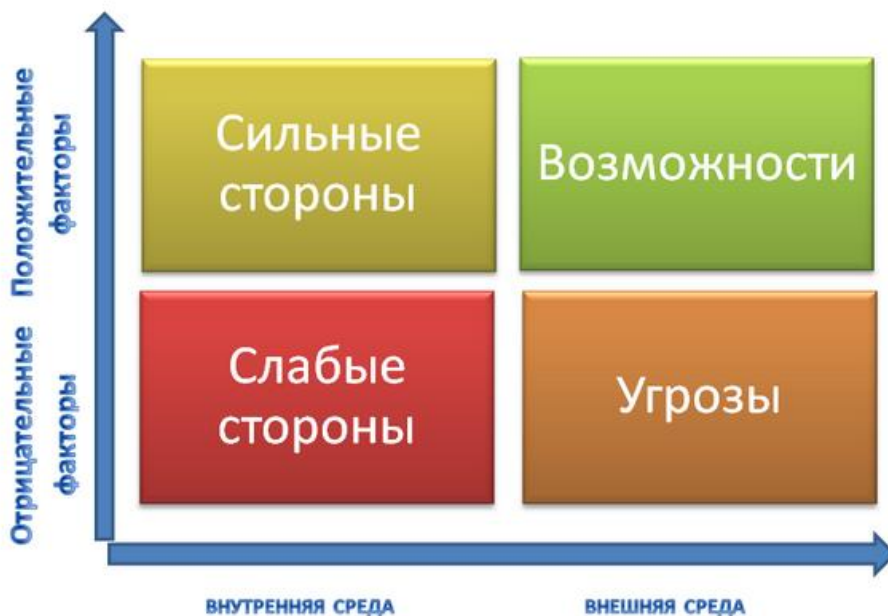 Положительные
факторы
Сильные
стороны
Возможности
Отрицательные
факторы
Слабые
стороны
Угрозы
ВНУТРЕННЯЯ СРЕДА
ВНЕШНЯЯ СРЕДА